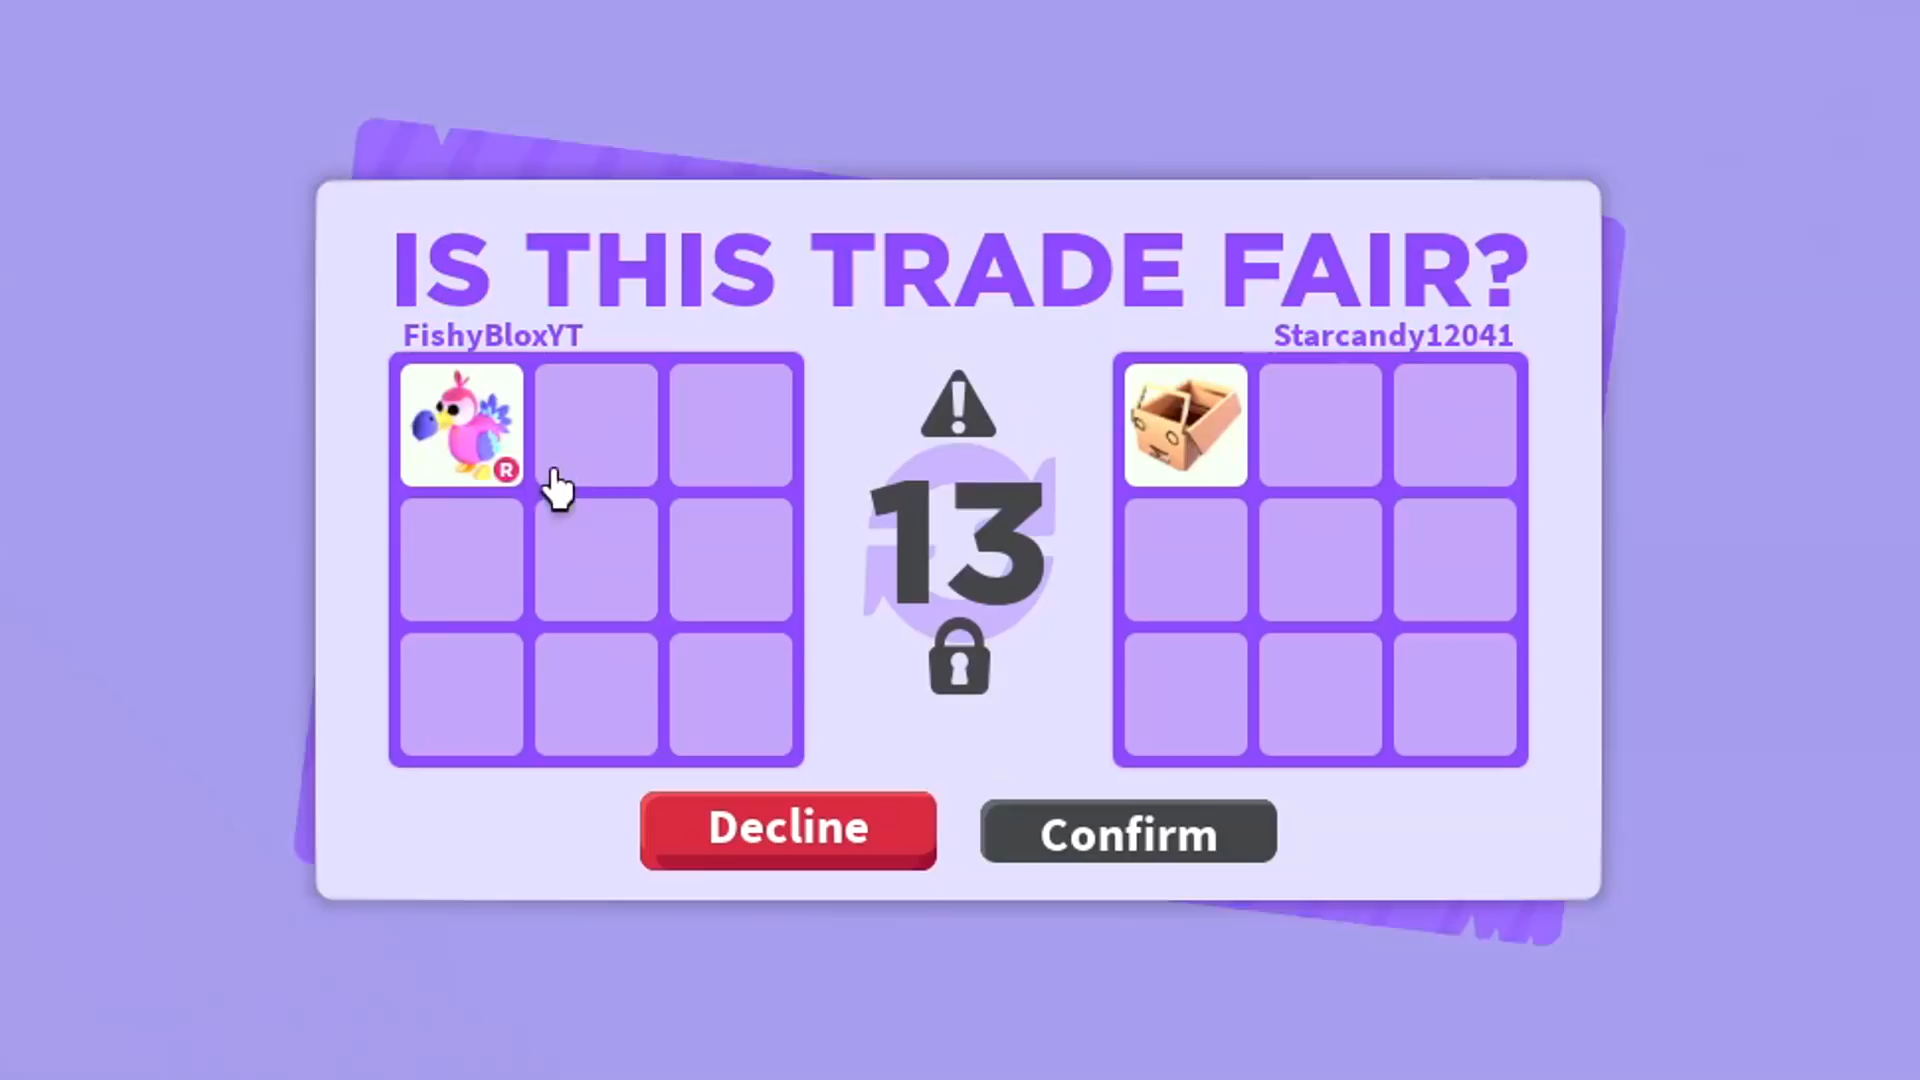 IS THIS TRADE FAIR?
FishyBloxYT
Starcandy12041
R
13
Decline
Confirm